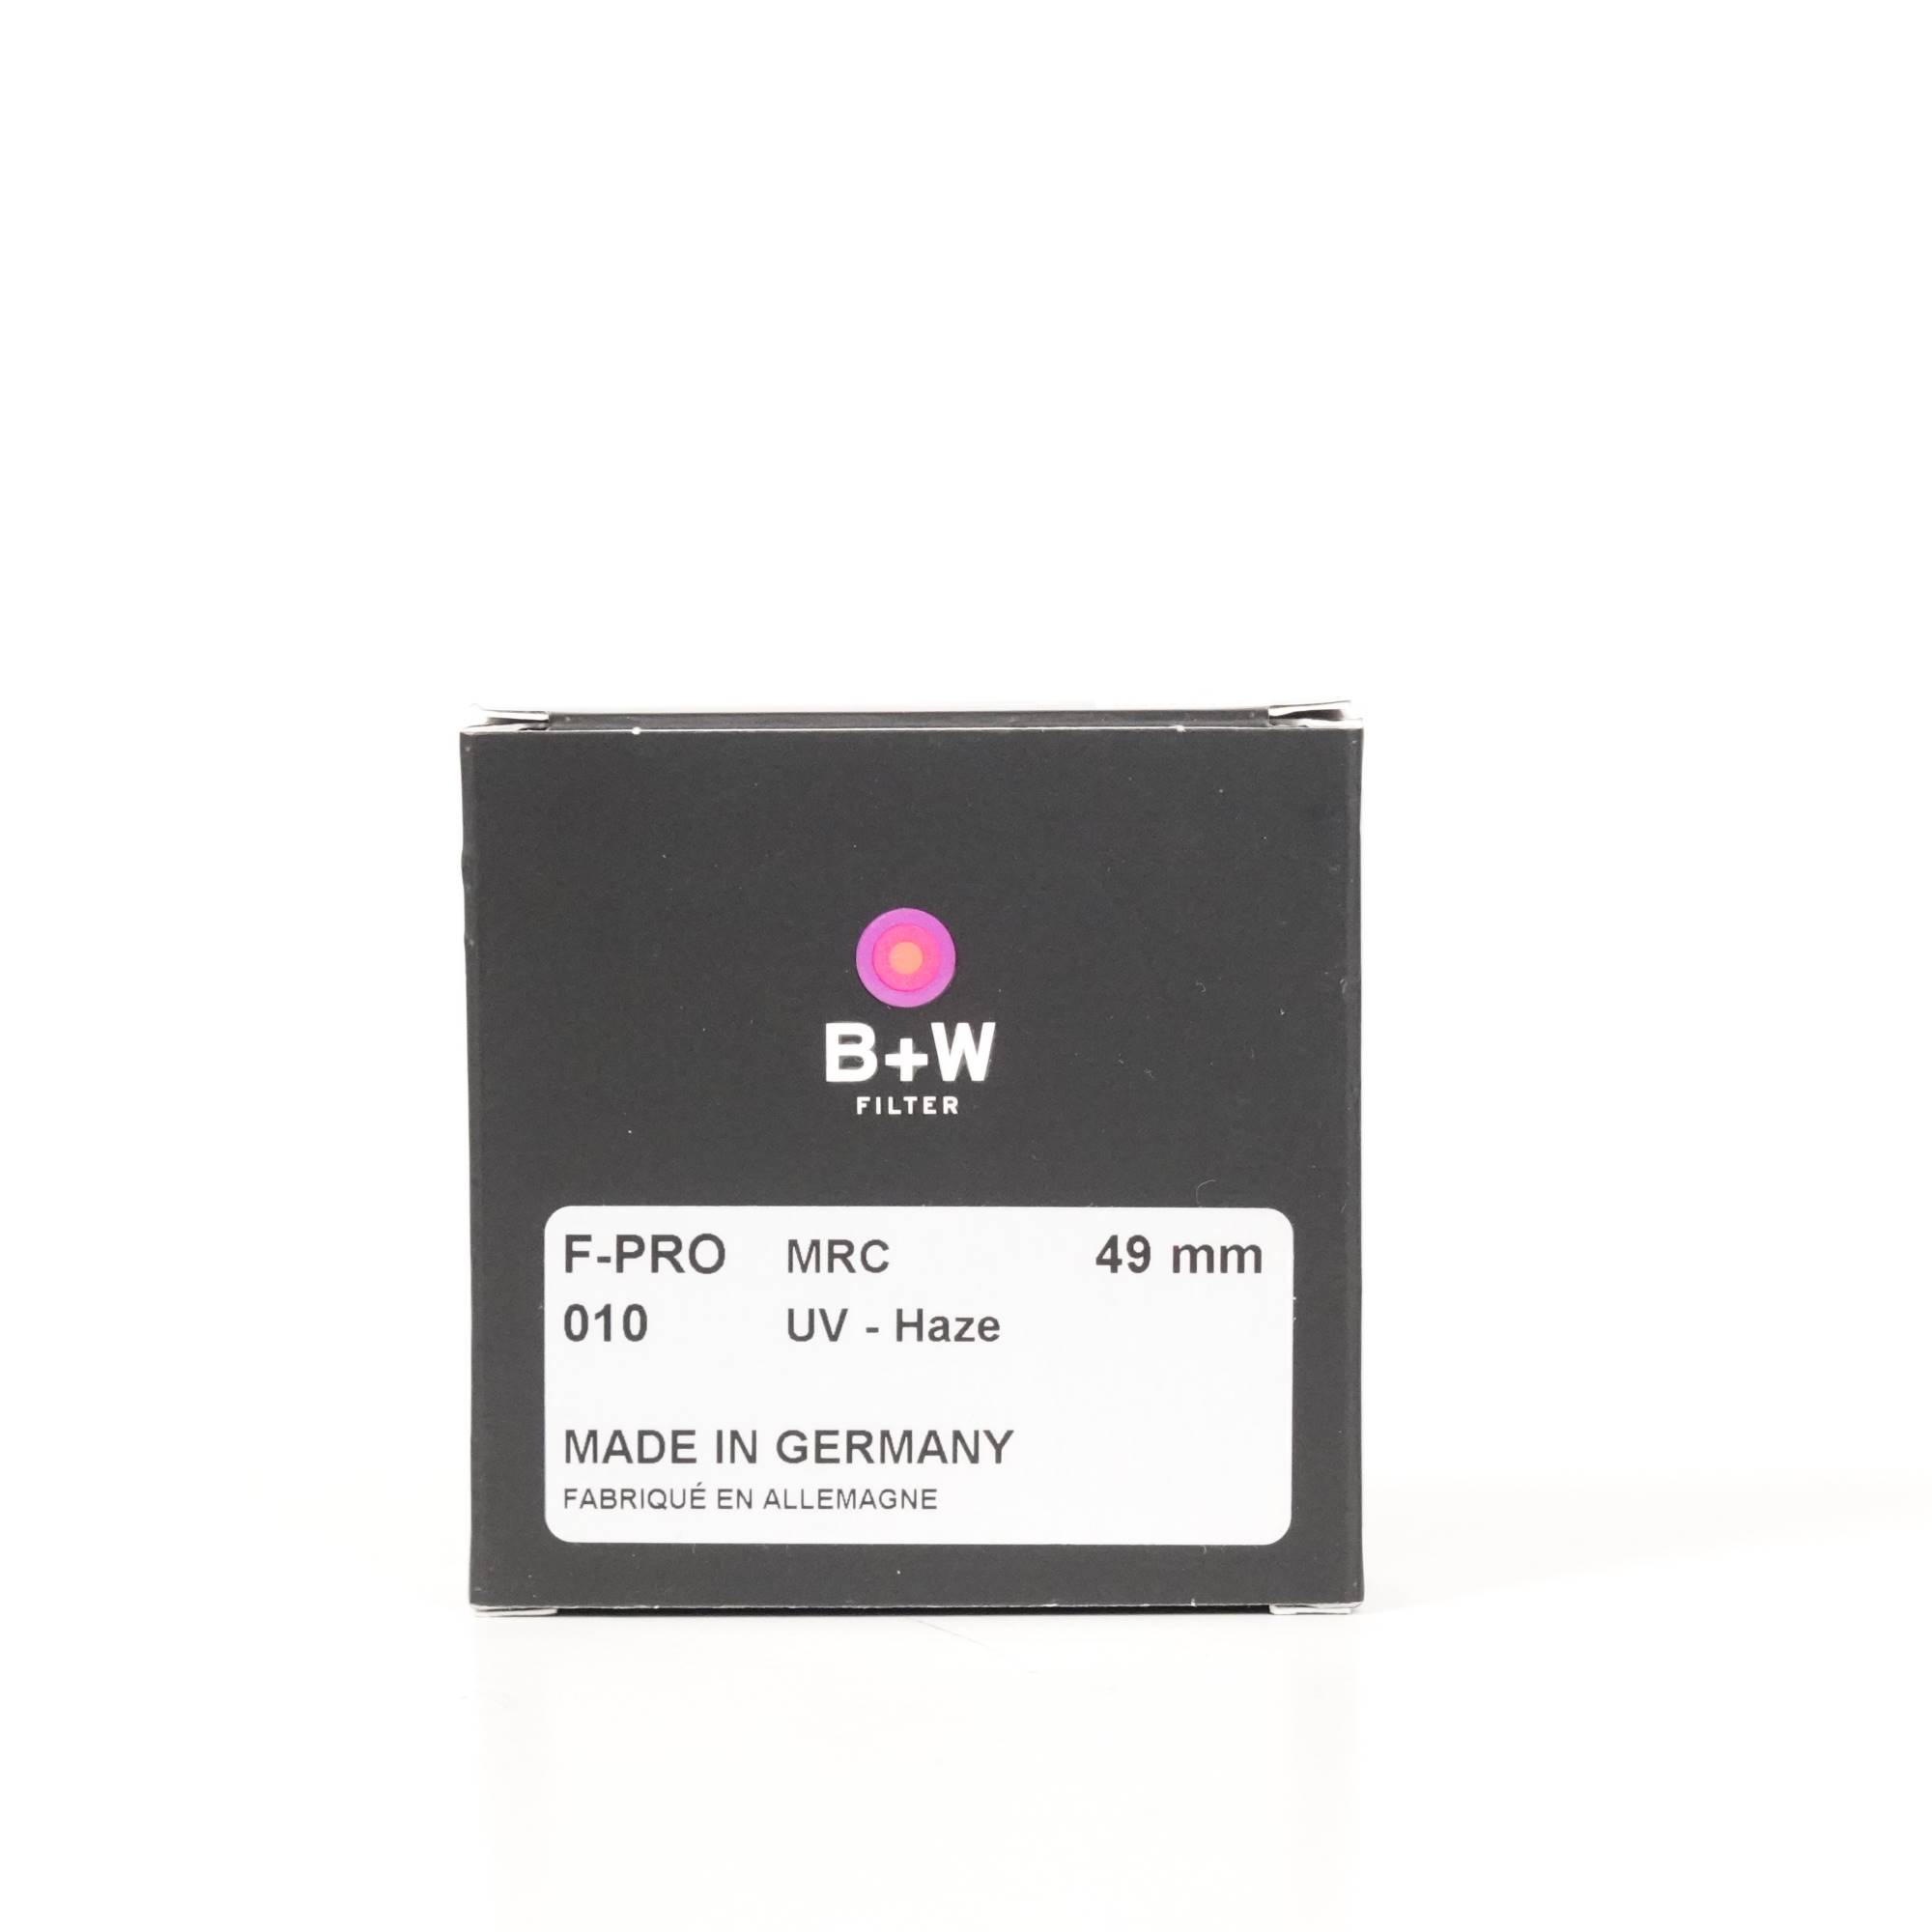 B+W
FILTER
F-PRO MRC 49 mm
010 UV - Haze
MADE IN GERMANY
FABRIQUÉ EN ALLEMAGNE